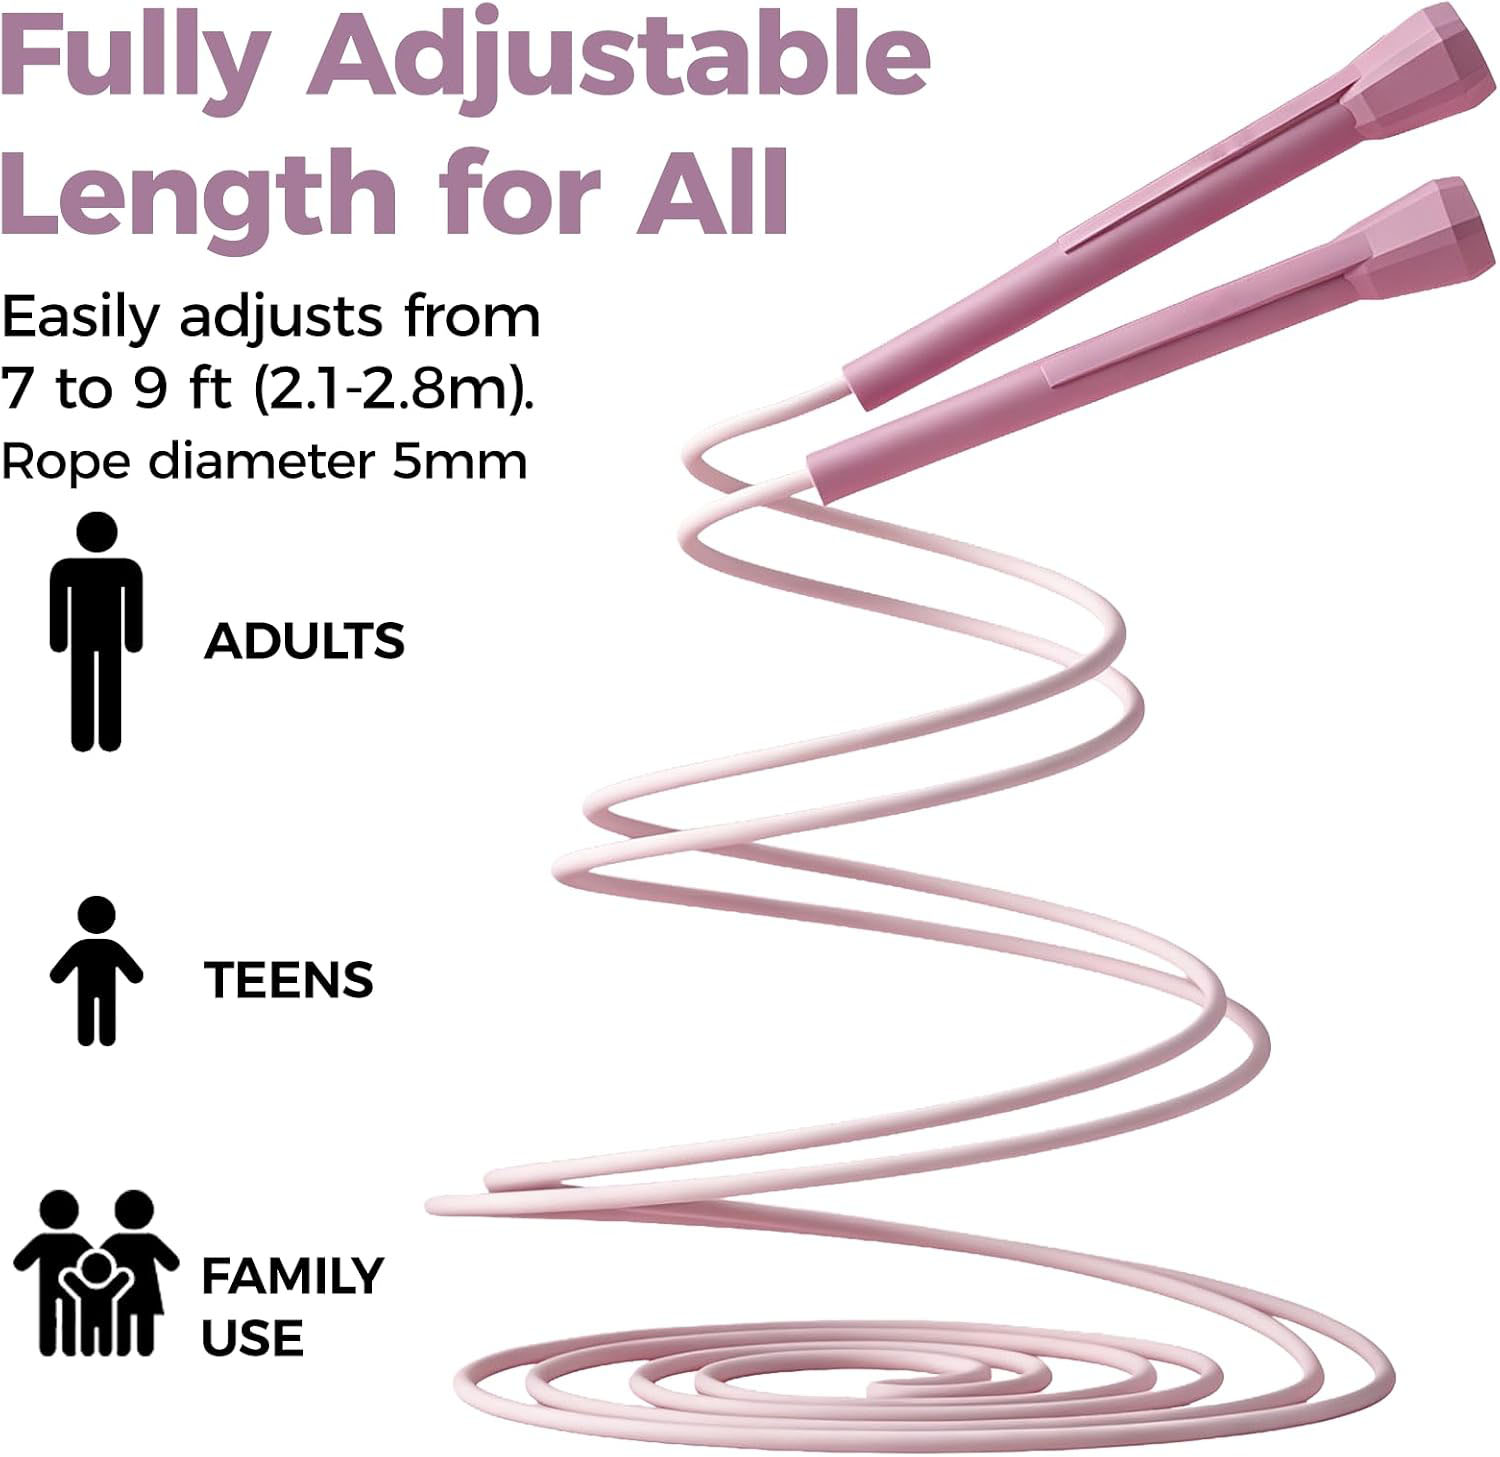 Fully Adjustable
Length for All
Easily adjusts from
7 to 9 ft (2.1-2.8m).
Rope diameter 5mm
ADULTS
TEENS
FAMILY
USE